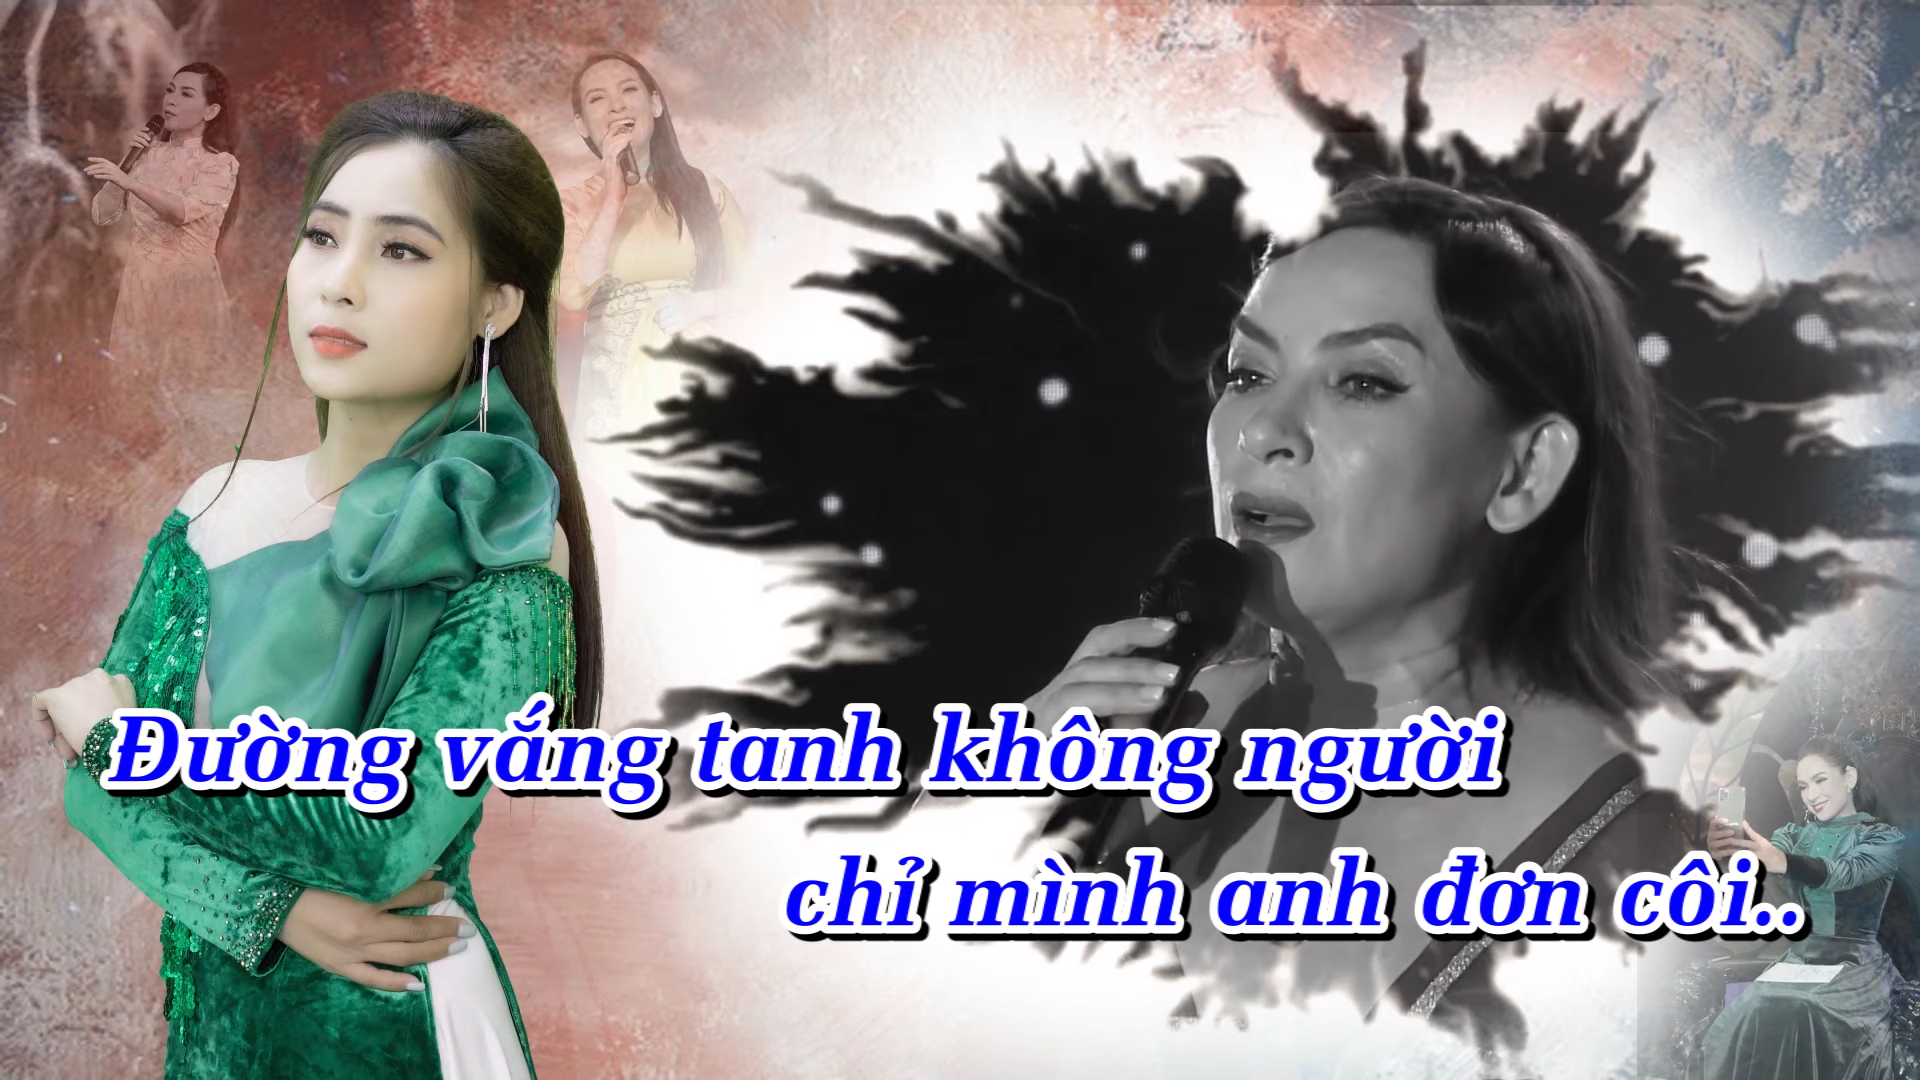 Đường vắng tanh không người
chỉ mình anh đơn côi..